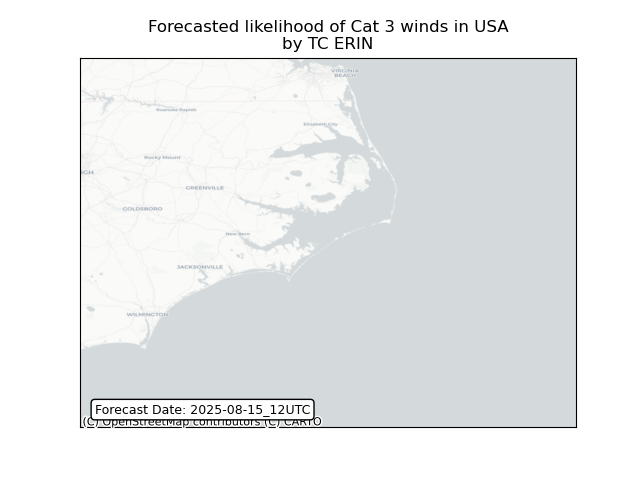 Forecasted likelihood of Cat 3 winds in USA
by TC ERIN
VIRGINIA
BEACH
Roanoke Rapids
Elizabeth City
Rocky Mount
GH
GREENVILLE
GOLDSBORO
New Bern
JACKSONVILLE
WILMINGTON
Forecast Date: 2025-08-15_12UTC
(C) OpenStreetMap contributors (C) CARTO